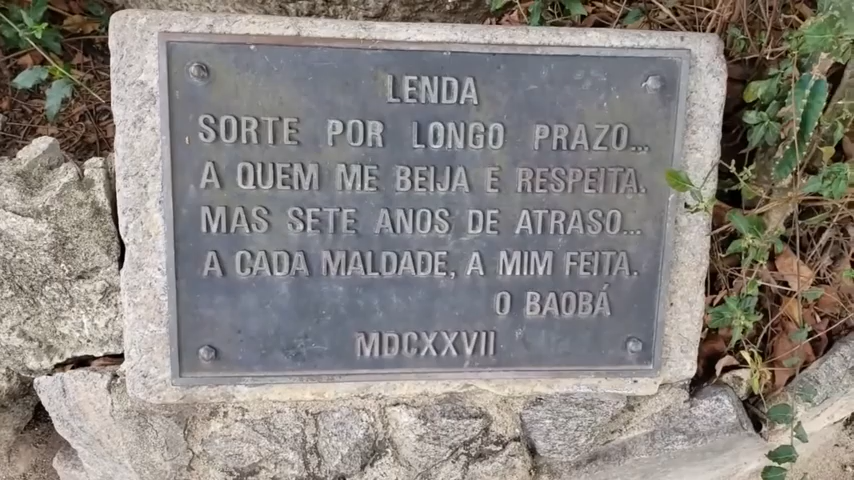 LENDA
SORTE POR LONGO PRAZO...
A QUEM ME BEIJA E RESPEITA.
MAS SETE ANOS DE ATRASO...
A CADA MALDADE, A MIM FEITA.
O BAOBÁ
MDCXXVII